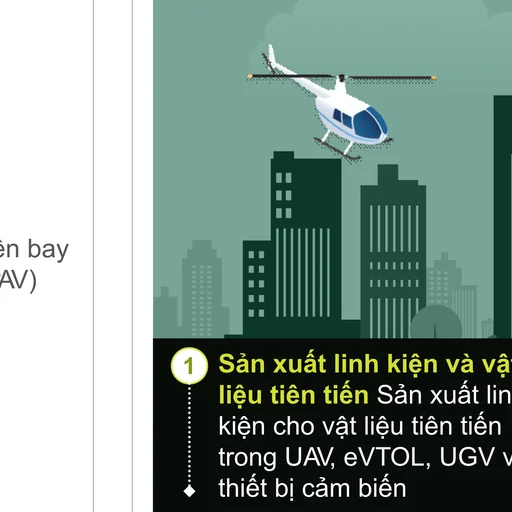 ên bay
AV)
1
Sản xuất linh kiện và vậ
liệu tiên tiến Sản xuất lin
kiện cho vật liệu tiên tiến
trong UAV, eVTOL, UGV v
thiết bị cảm biến